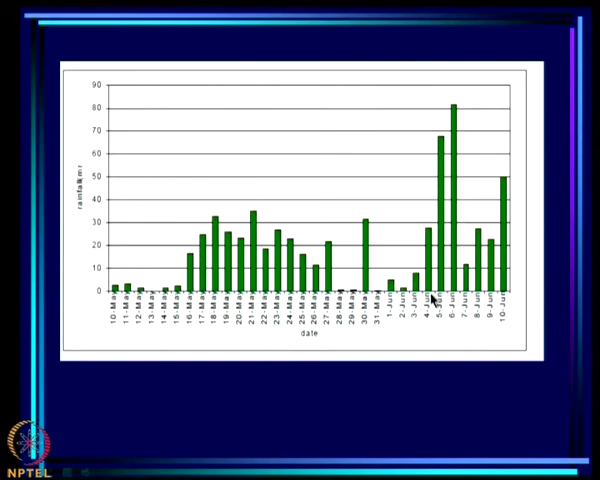 90
80
70
60
50
40
30
20
10
0
rainfall(mm)
10-May 11-May 12-May 13-May 14-May 15-May 16-May 17-May 18-May 19-May 20-May 21-May 22-May 23-May 24-May 25-May 26-May 27-May 28-May 29-May 30-May 31-May 1-Jun 2-Jun 3-Jun 4-Jun 5-Jun 6-Jun 7-Jun 8-Jun 9-Jun 10-Jun
date
NPTEL